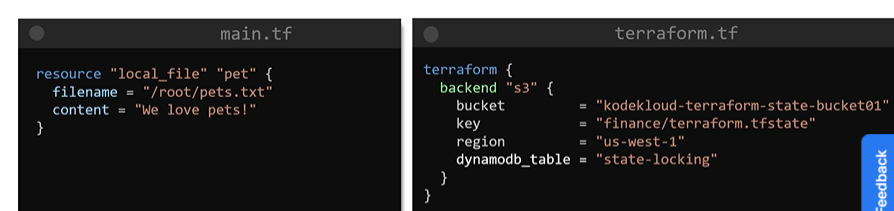 main.tf
resource "local_file" "pet" {
  filename = "/root/pets.txt"
  content = "We love pets!"
}
terraform.tf
terraform {
  backend "s3" {
    bucket         = "kodekloud-terraform-state-bucket01"
    key            = "finance/terraform.tfstate"
    region         = "us-west-1"
    dynamodb_table = "state-locking"
  }
}
Feedback